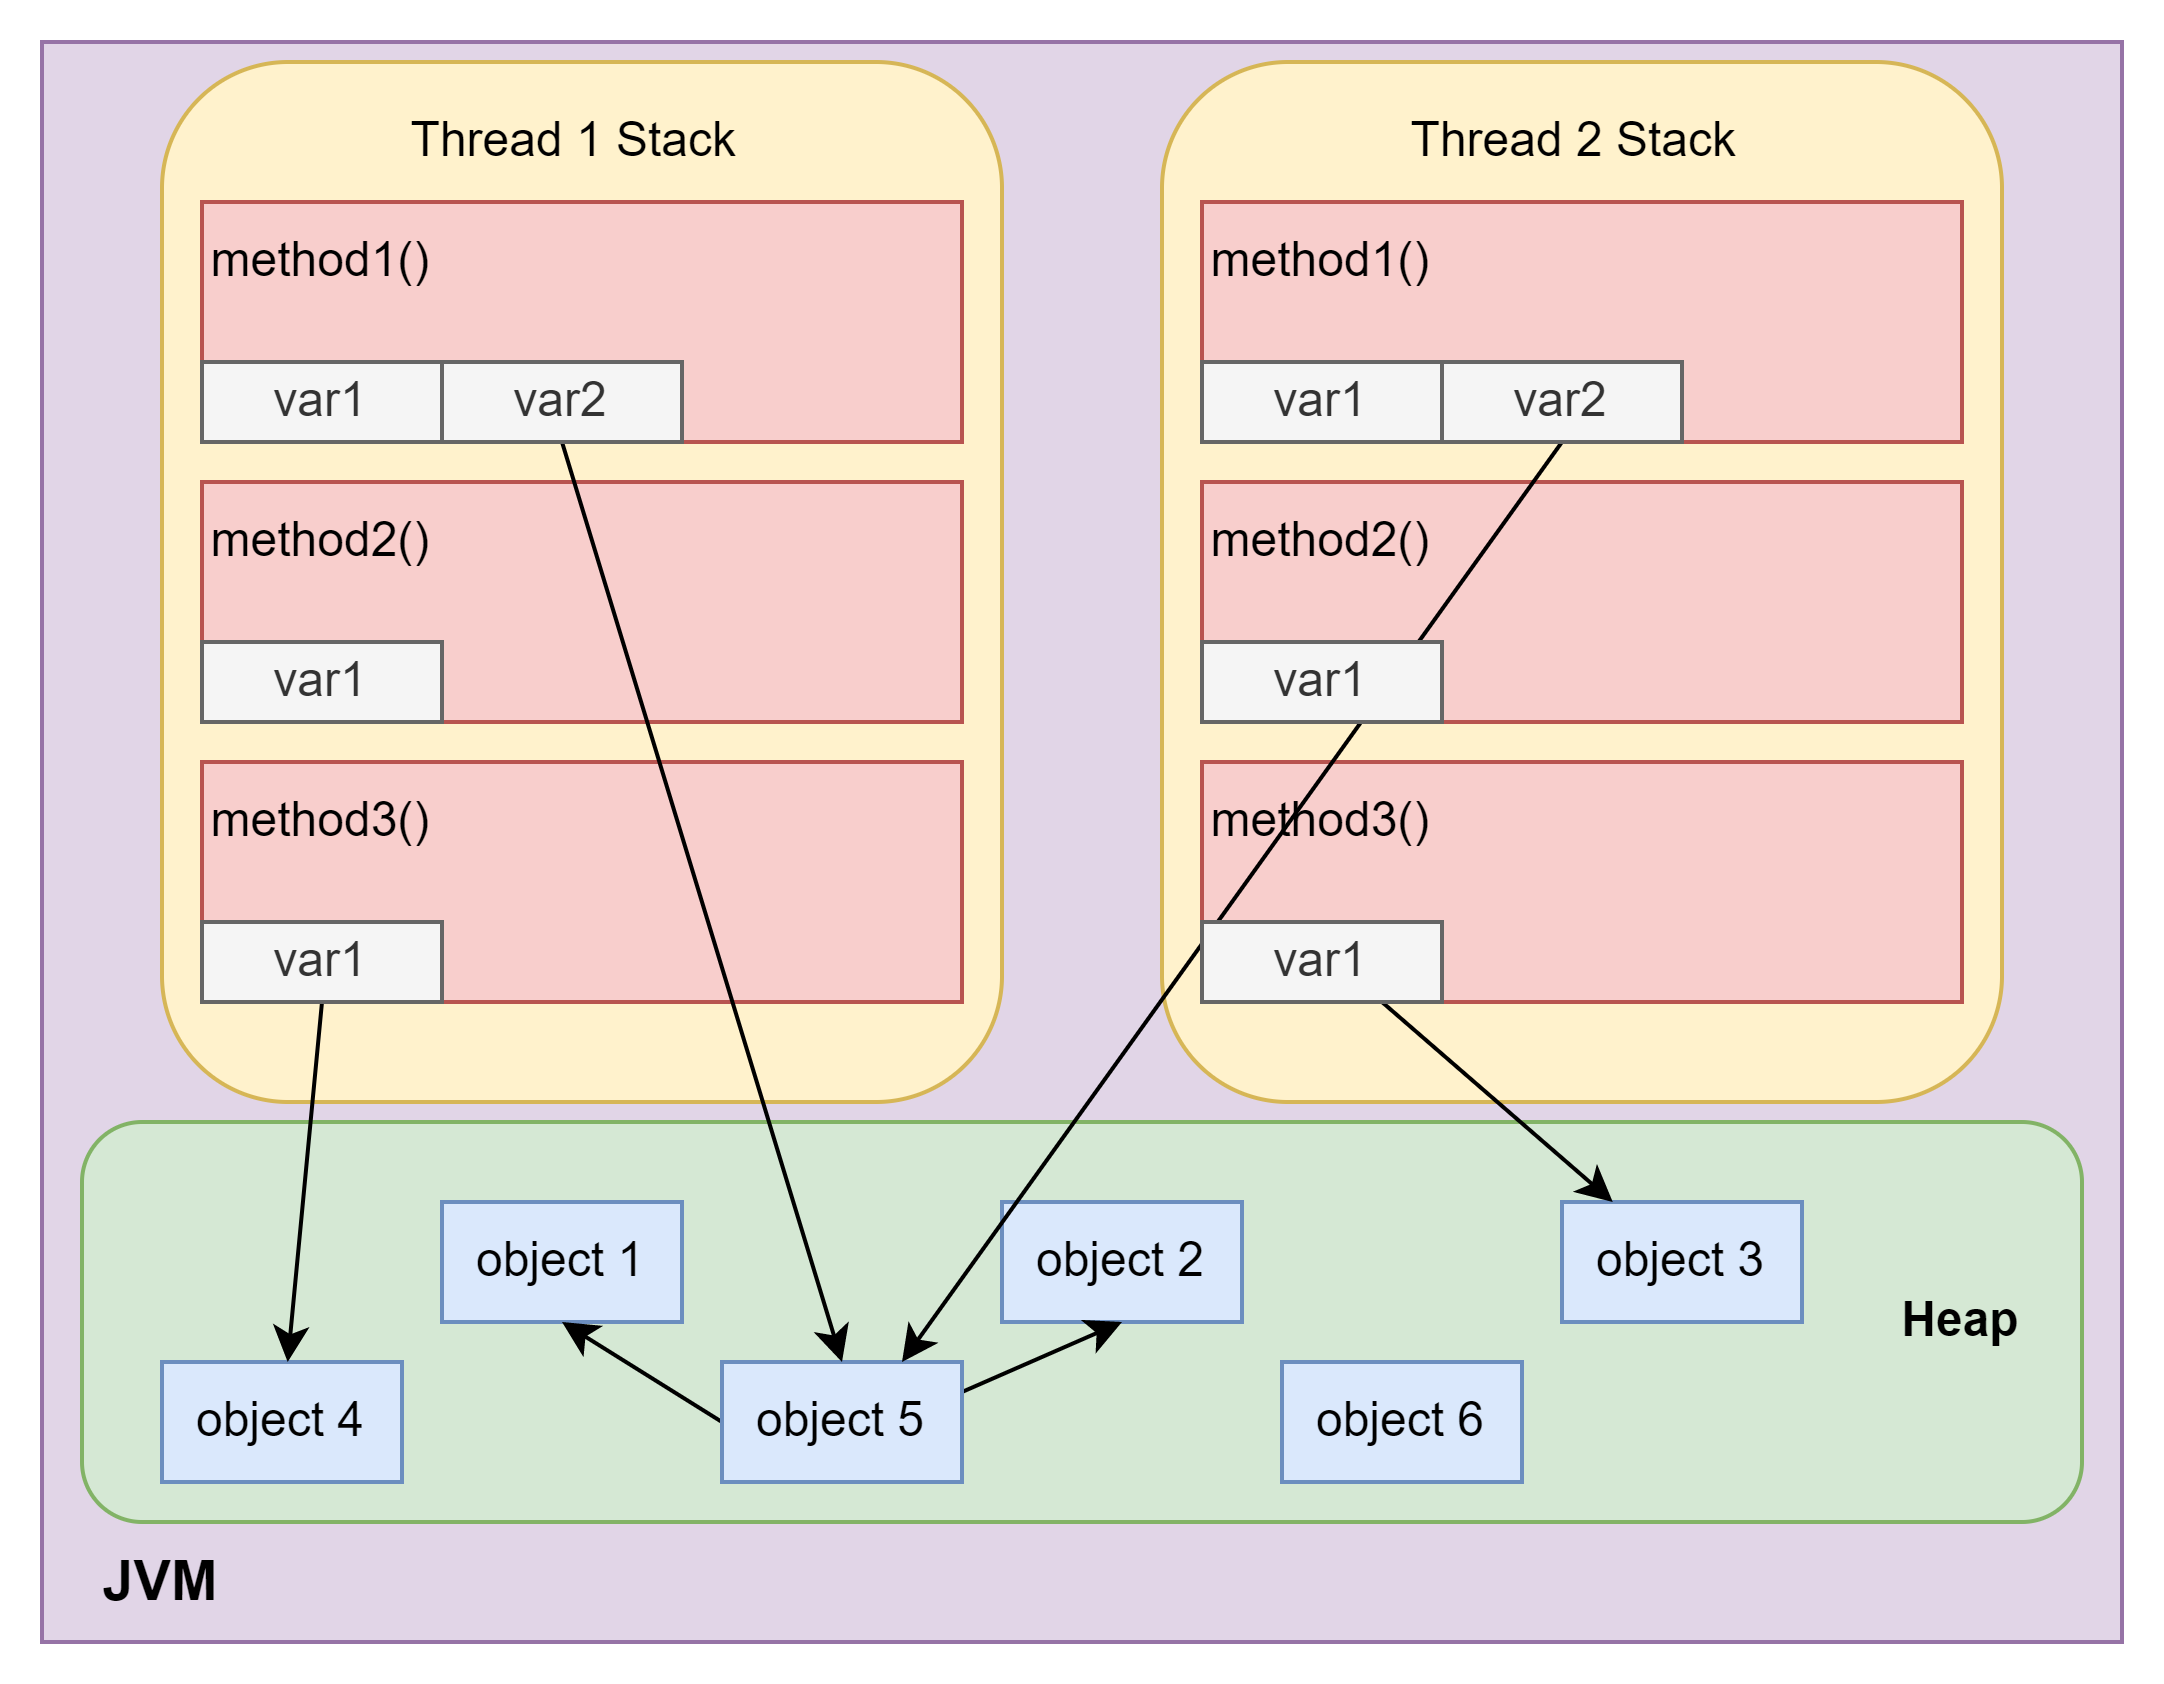 Thread 1 Stack
method1()
var1
var2
method2()
var1
method3()
var1
Thread 2 Stack
method1()
var1
var2
method2()
var1
method3()
var1
object 1
object 2
object 3
Heap
object 4
object 5
object 6
JVM